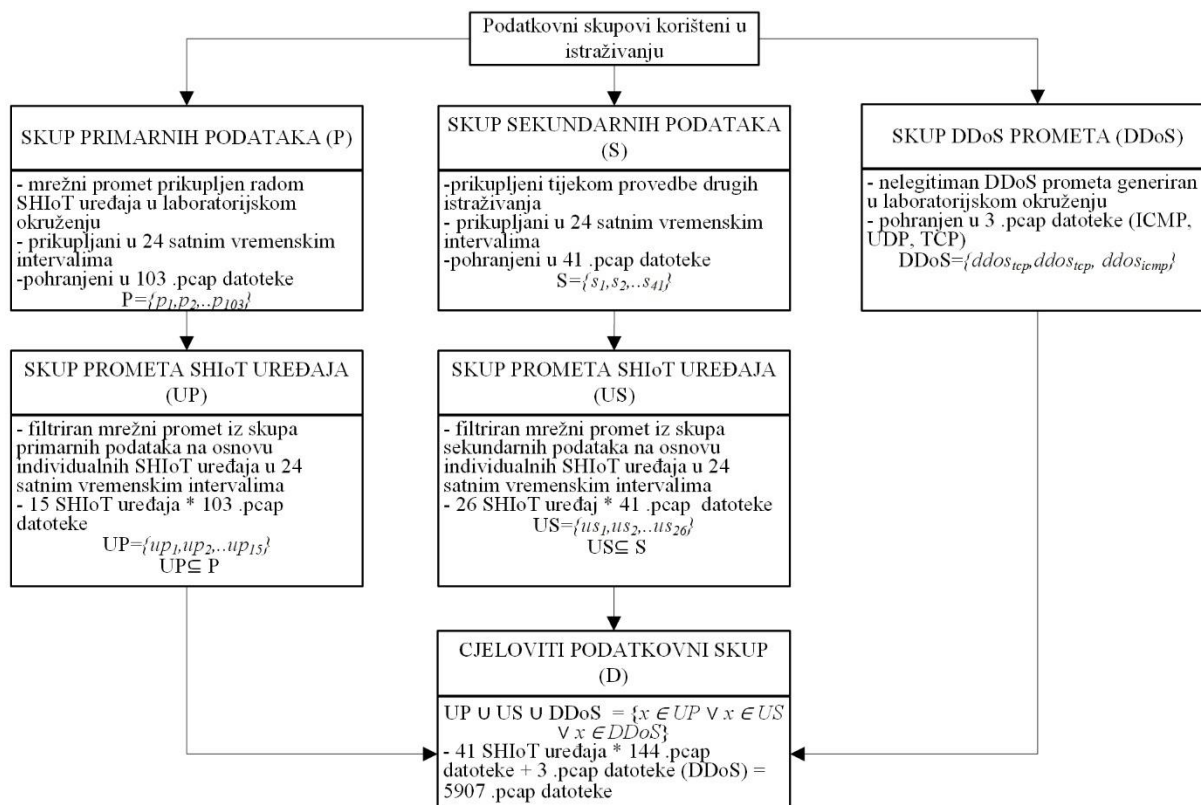 Podatkovni skupovi korišteni u
istraživanju
SKUP PRIMARNIH PODATAKA (P)
- mrežni promet prikupljen radom
SHIoT uređaja u laboratorijskom
okruženju
- prikupljani u 24 satnim vremenskim
intervalima
-pohranjeni u 103 .pcap datoteke
P={p1,p2,..p103}
SKUP SEKUNDARNIH PODATAKA
(S)
-prikupljeni tijekom provedbe drugih
istraživanja
- prikupljani u 24 satnim vremenskim
intervalima
-pohranjeni u 41 .pcap datoteke
S={s1,s2,..s41}
SKUP DDoS PROMETA (DDoS)
- nelegitiman DDoS prometa generiran
u laboratorijskom okruženju
- pohranjen u 3 .pcap datoteke (ICMP,
UDP, TCP)
DDoS={ddostcp,ddostcp, ddosicmp}
SKUP PROMETA SHIoT UREĐAJA
(UP)
- filtriran mrežni promet iz skupa
primarnih podataka na osnovu
individualnih SHIoT uređaja u 24
satnim vremenskim intervalima
- 15 SHIoT uređaja * 103 .pcap
datoteke
UP={up1,up2,..up15}
UP⊆ P
SKUP PROMETA SHIoT UREĐAJA
(US)
- filtriran mrežni promet iz skupa
sekundarnih podataka na osnovu
individualnih SHIoT uređaja u 24
satnim vremenskim intervalima
- 26 SHIoT uređaj * 41 .pcap datoteke
US={us1,us2,..us26}
US⊆ S
CJELOVITI PODATKOVNI SKUP
(D)
UP ∪ US ∪ DDoS = {x ∈ UP ∨ x ∈ US
∨ x ∈ DDoS}
- 41 SHIoT uređaja * 144 .pcap
datoteke + 3 .pcap datoteke (DDoS) =
5907 .pcap datoteke